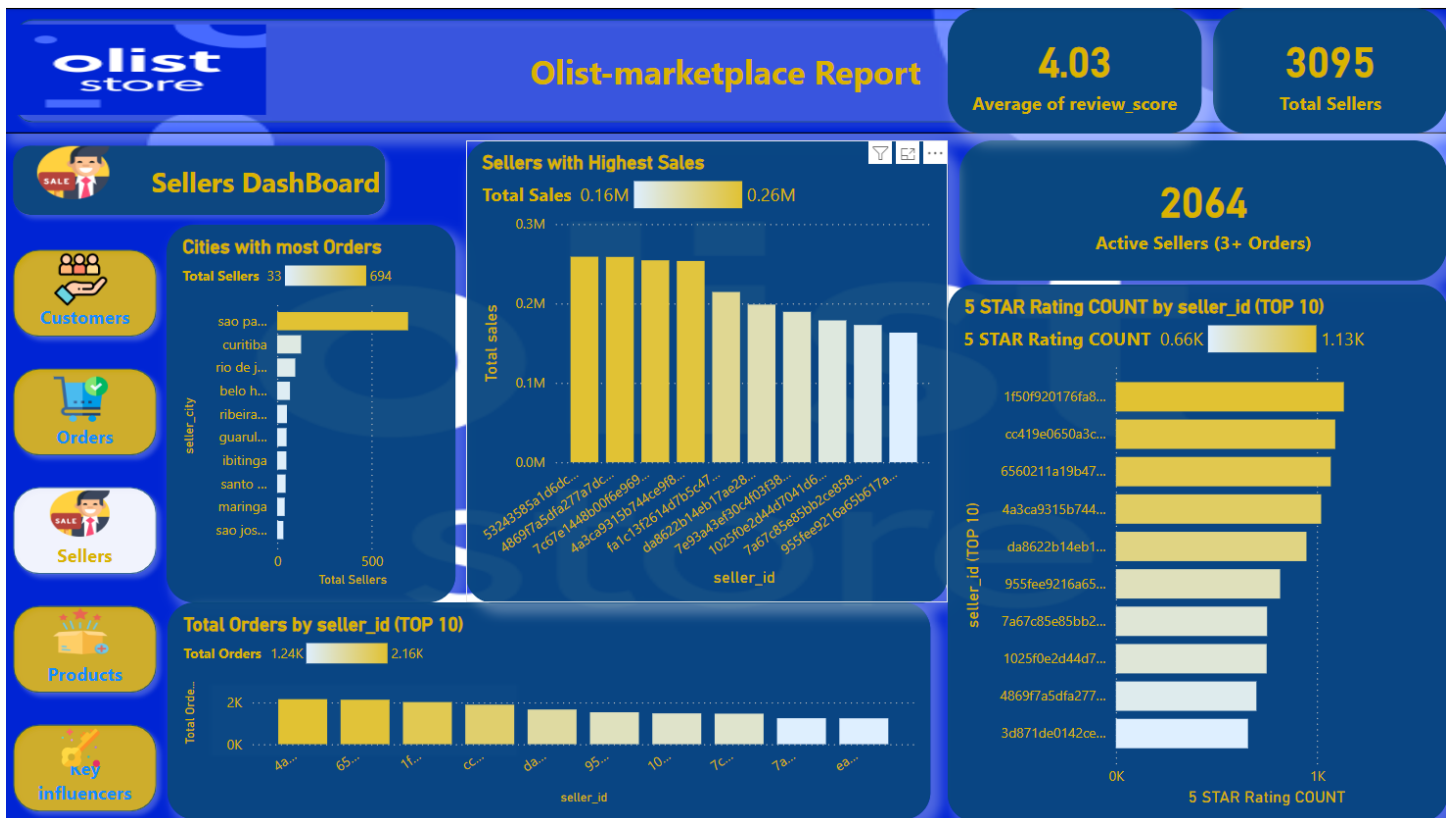 olist
store
Olist-marketplace Report
4.03
Average of review_score
3095
Total Sellers
SALE
Sellers DashBoard
Customers
Orders
SALE
Sellers
Products
Key
influencers
Cities with most Orders
Total Sellers 33 694
seller_city
sao pa...
curitiba
rio de j...
belo h...
ribeira...
guarul...
ibitinga
santo ...
maringa
sao jos...
0 500
Total Sellers
Sellers with Highest Sales
Total Sales 0.16M 0.26M
Total sales
0.3M
0.2M
0.1M
0.0M
53243585a1d6dc...
4869f7a5dfa277a7dc...
7c67e1448b00f6e969...
4a3ca9315b744ce9f8...
fa1c13f2614d7b5c47...
da8622b14eb17ae28...
7e93a43ef30c4f03f38...
1025f0e2d44d7041d6...
7a67c85e85bb2ce858...
955fee9216a65b617a...
seller_id
2064
Active Sellers (3+ Orders)
Total Orders by seller_id (TOP 10)
Total Orders 1.24K 2.16K
Total Orde...
2K
0K
4a...
65...
1f...
cc...
da...
95...
10...
7c...
7a...
ea...
seller_id
5 STAR Rating COUNT by seller_id (TOP 10)
5 STAR Rating COUNT 0.66K 1.13K
seller_id (TOP 10)
1f50f920176fa8...
cc419e0650a3c...
6560211a19b47...
4a3ca9315b744...
da8622b14eb1...
955fee9216a65...
7a67c85e85bb2...
1025f0e2d44d7...
4869f7a5dfa277...
3d871de0142ce...
0K 1K
5 STAR Rating COUNT
olist
store